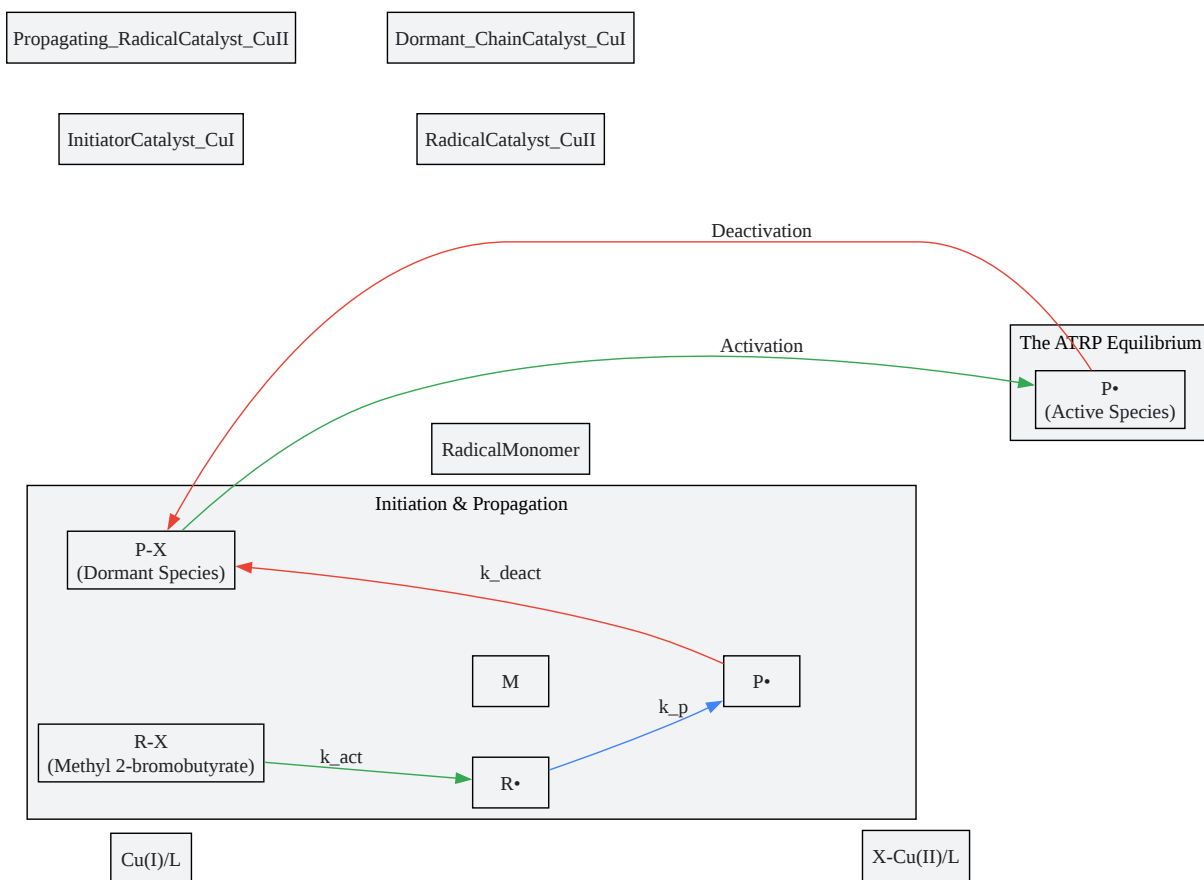 Propagating_RadicalCatalyst_CuII
Dormant_ChainCatalyst_CuI
InitiatorCatalyst_CuI
RadicalCatalyst_CuII
Deactivation
Activation
The ATRP Equilibrium
P•
(Active Species)
RadicalMonomer
Initiation & Propagation
P-X
(Dormant Species)
k_deact
M
P•
k_p
R-X
(Methyl 2-bromobutyrate)
k_act
R•
Cu(I)/L
X-Cu(II)/L